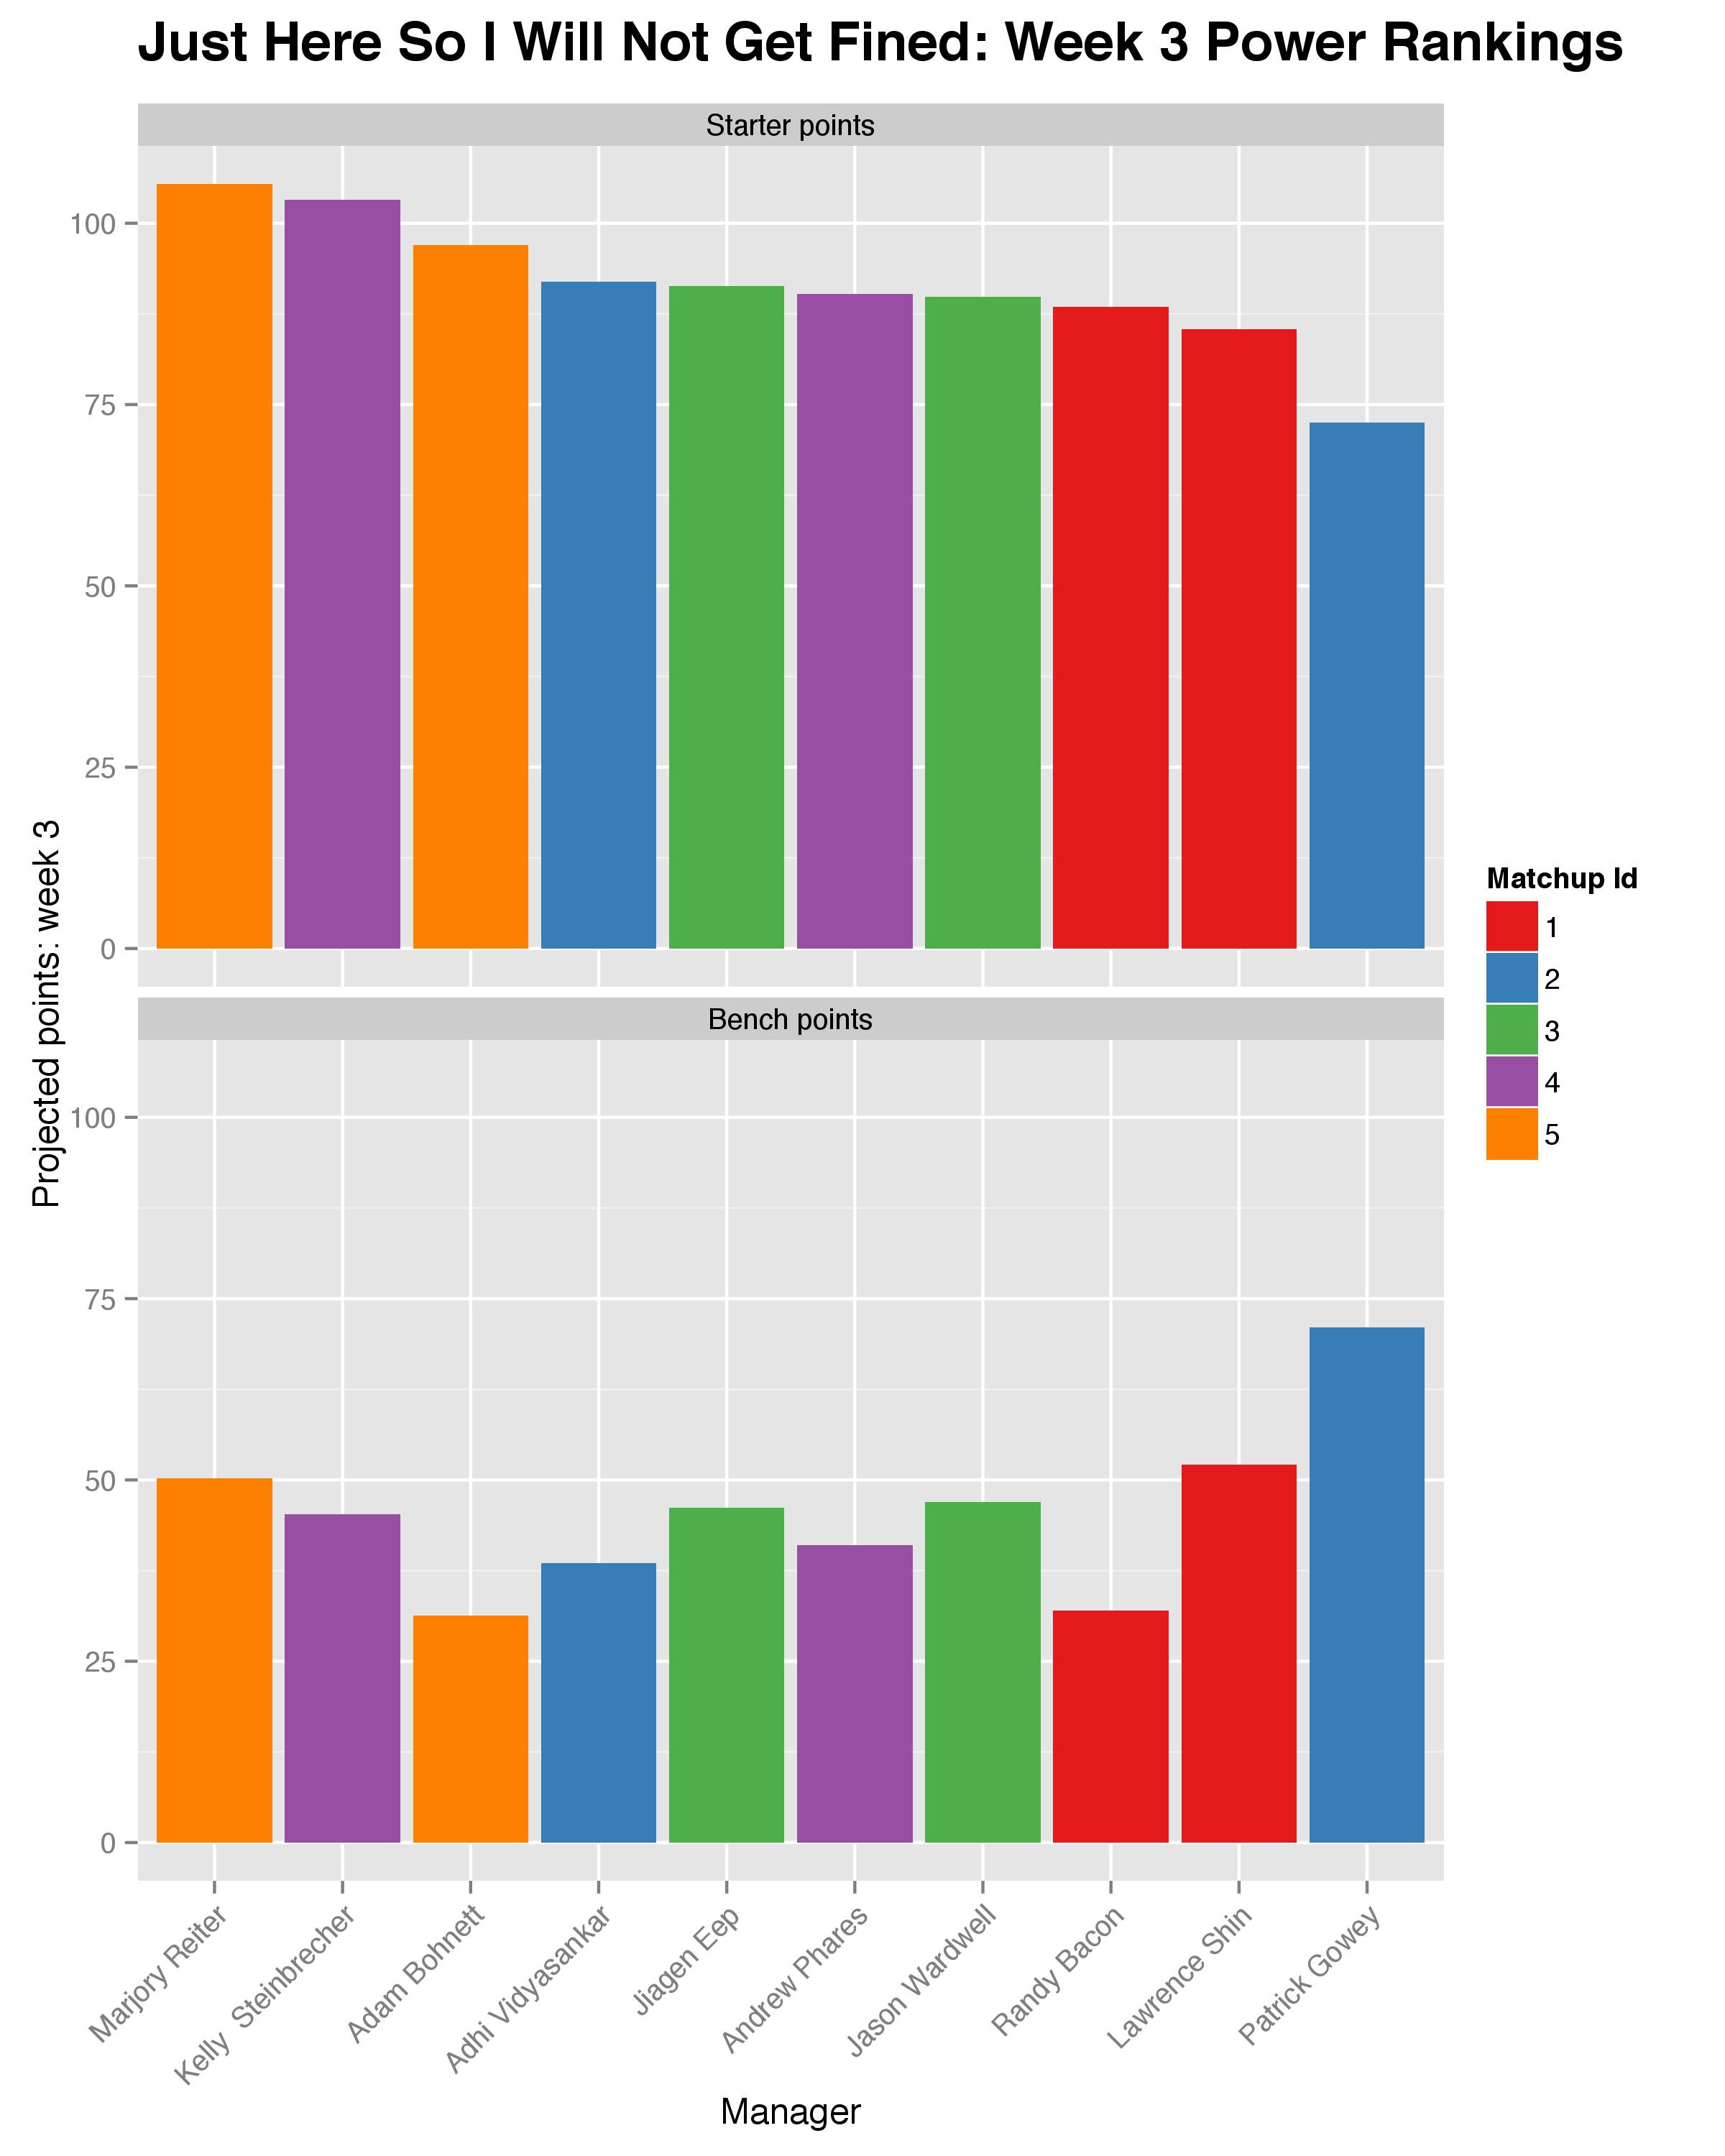 Just Here So I Will Not Get Fined: Week 3 Power Rankings
Starter points
100
75
50
25
0
Bench points
100
75
50
25
0
Projected points: week 3
Marjory Reiter
Kelly  Steinbrecher
Adam Bohnett
Adhi Vidyasankar
Jiagen Eep
Andrew Phares
Jason Wardwell
Randy Bacon
Lawrence Shin
Patrick Gowey
Manager
Matchup Id
1
2
3
4
5